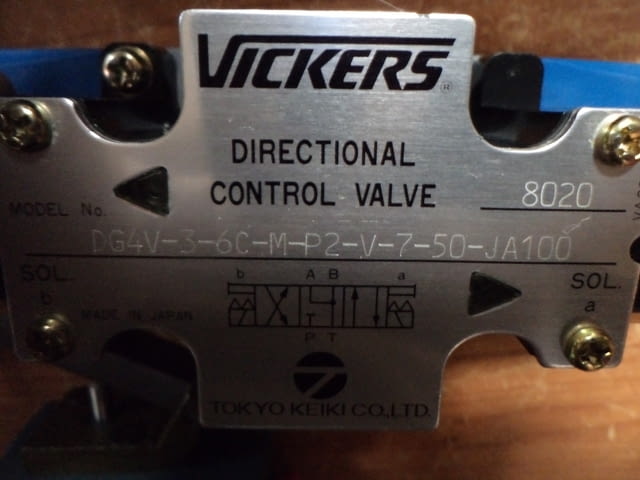 VICKERS®
DIRECTIONAL
CONTROL VALVE
8020
MODEL No.
DG4V-3-6C-M-P2-V-7-50-JA100
SOL.
b
b A B a
SOL.
a
P T
MADE IN JAPAN
TOKYO KEIKI CO.,LTD.